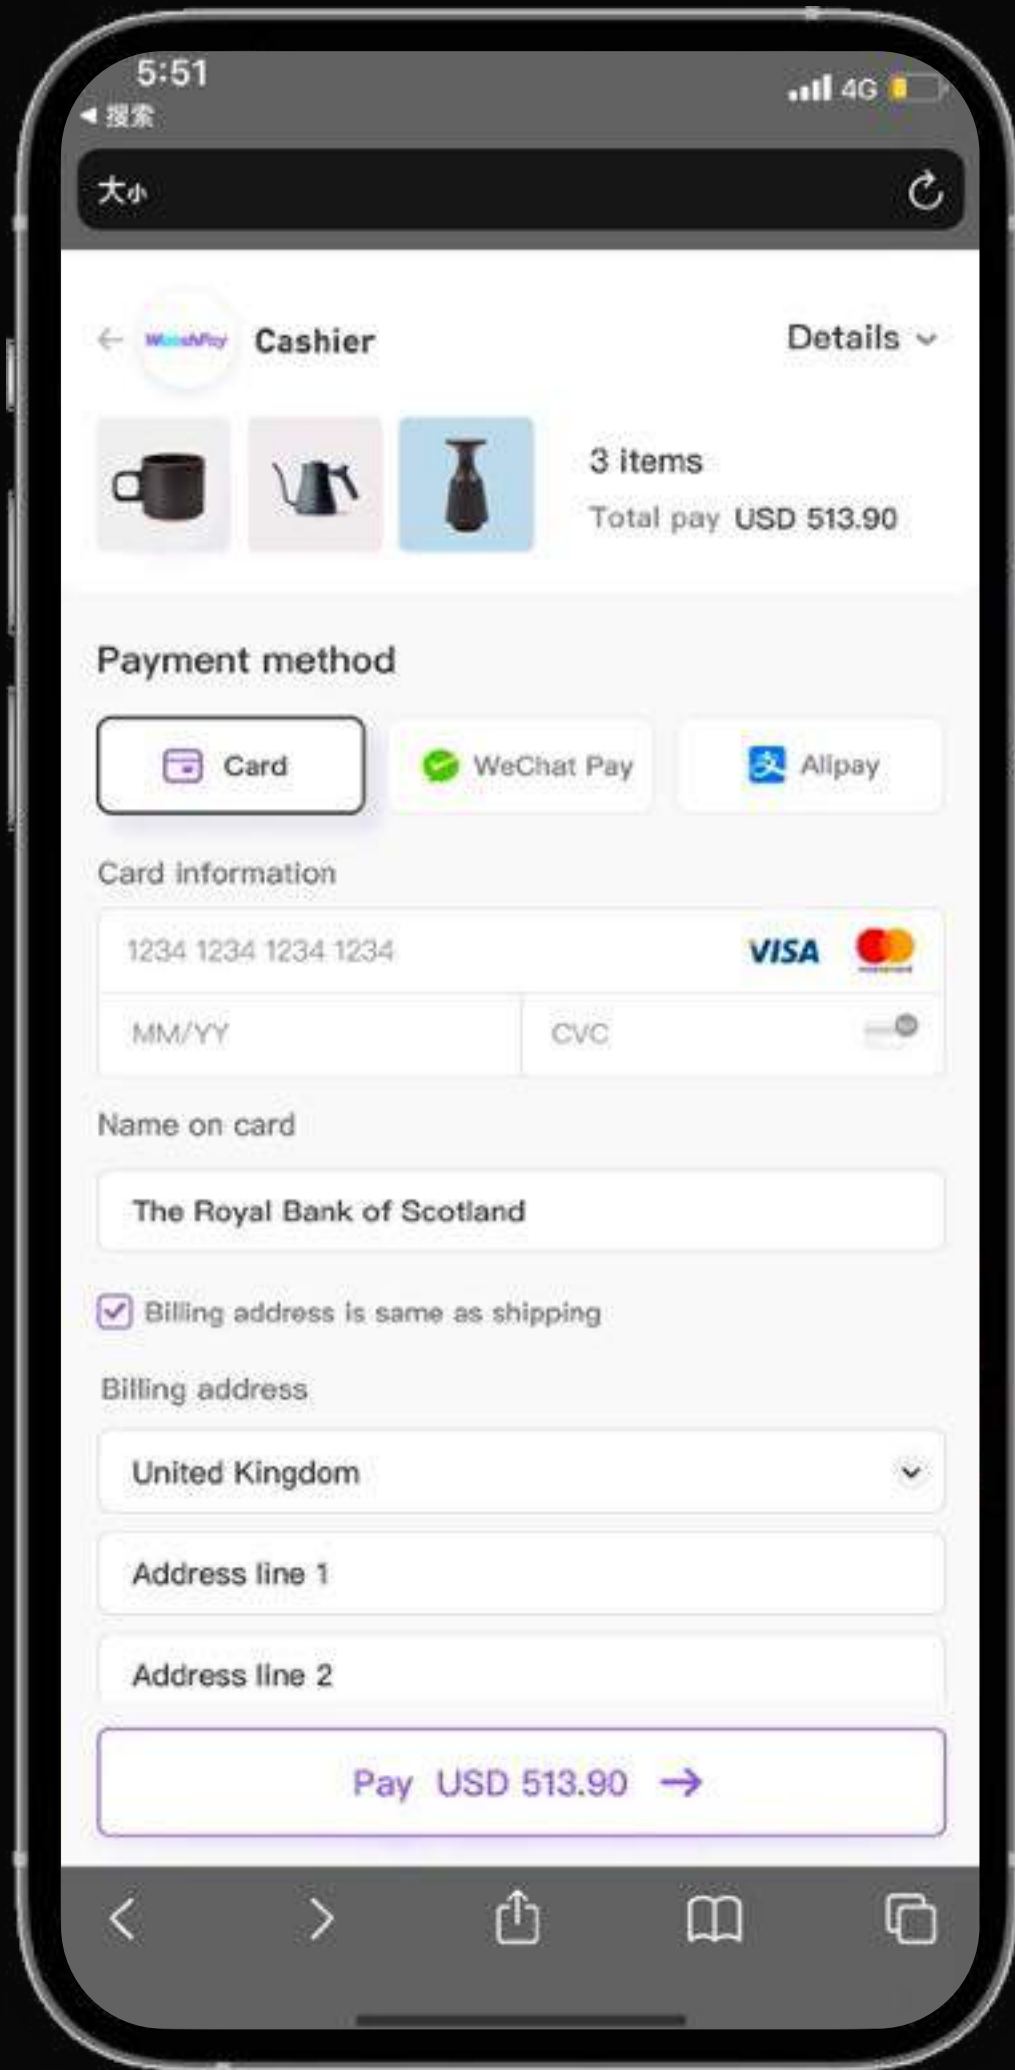 5:51
4G
◀ 搜索
大小
Cashier
Details
3 items
Total pay USD 513.90
Payment method
Card
WeChat Pay
支 Alipay
Card information
1234 1234 1234 1234
VISA
mastercard
MM/YY
CVC
Name on card
The Royal Bank of Scotland
Billing address is same as shipping
Billing address
United Kingdom
Address line 1
Address line 2
Pay USD 513.90 →